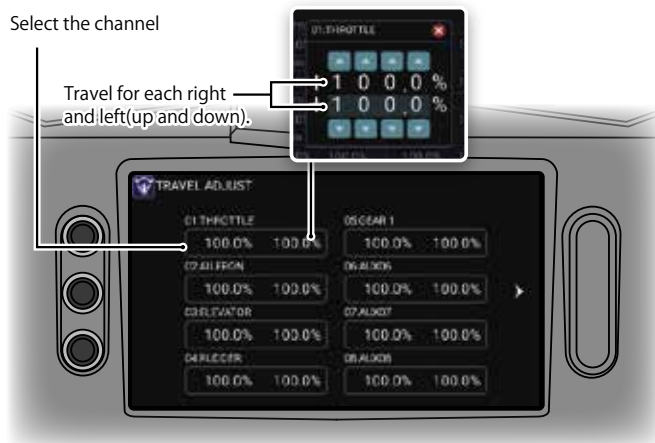 Select the channel
01:THROTTLE
Travel for each right
and left(up and down).
1 0 0.0 %
1 0 0.0 %
TRAVEL ADJUST
01:THROTTLE
100.0% 100.0%
02:AILERON
100.0% 100.0%
03:ELEVATOR
100.0% 100.0%
04:RUDDER
100.0% 100.0%
05:GEAR 1
100.0% 100.0%
06:AUX06
100.0% 100.0%
07:AUX07
100.0% 100.0%
08:AUX08
100.0% 100.0%